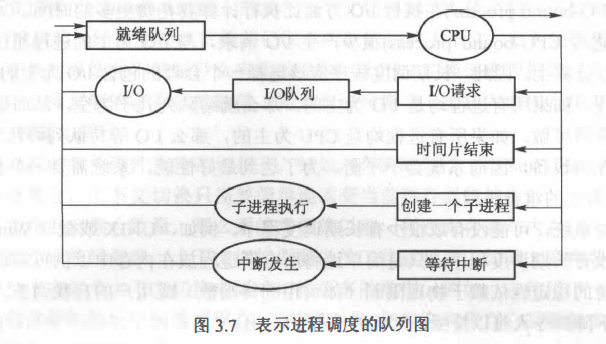 就绪队列
CPU
I/O
I/O队列
I/O请求
时间片结束
子进程执行
创建一个子进程
中断发生
等待中断
图 3.7 表示进程调度的队列图